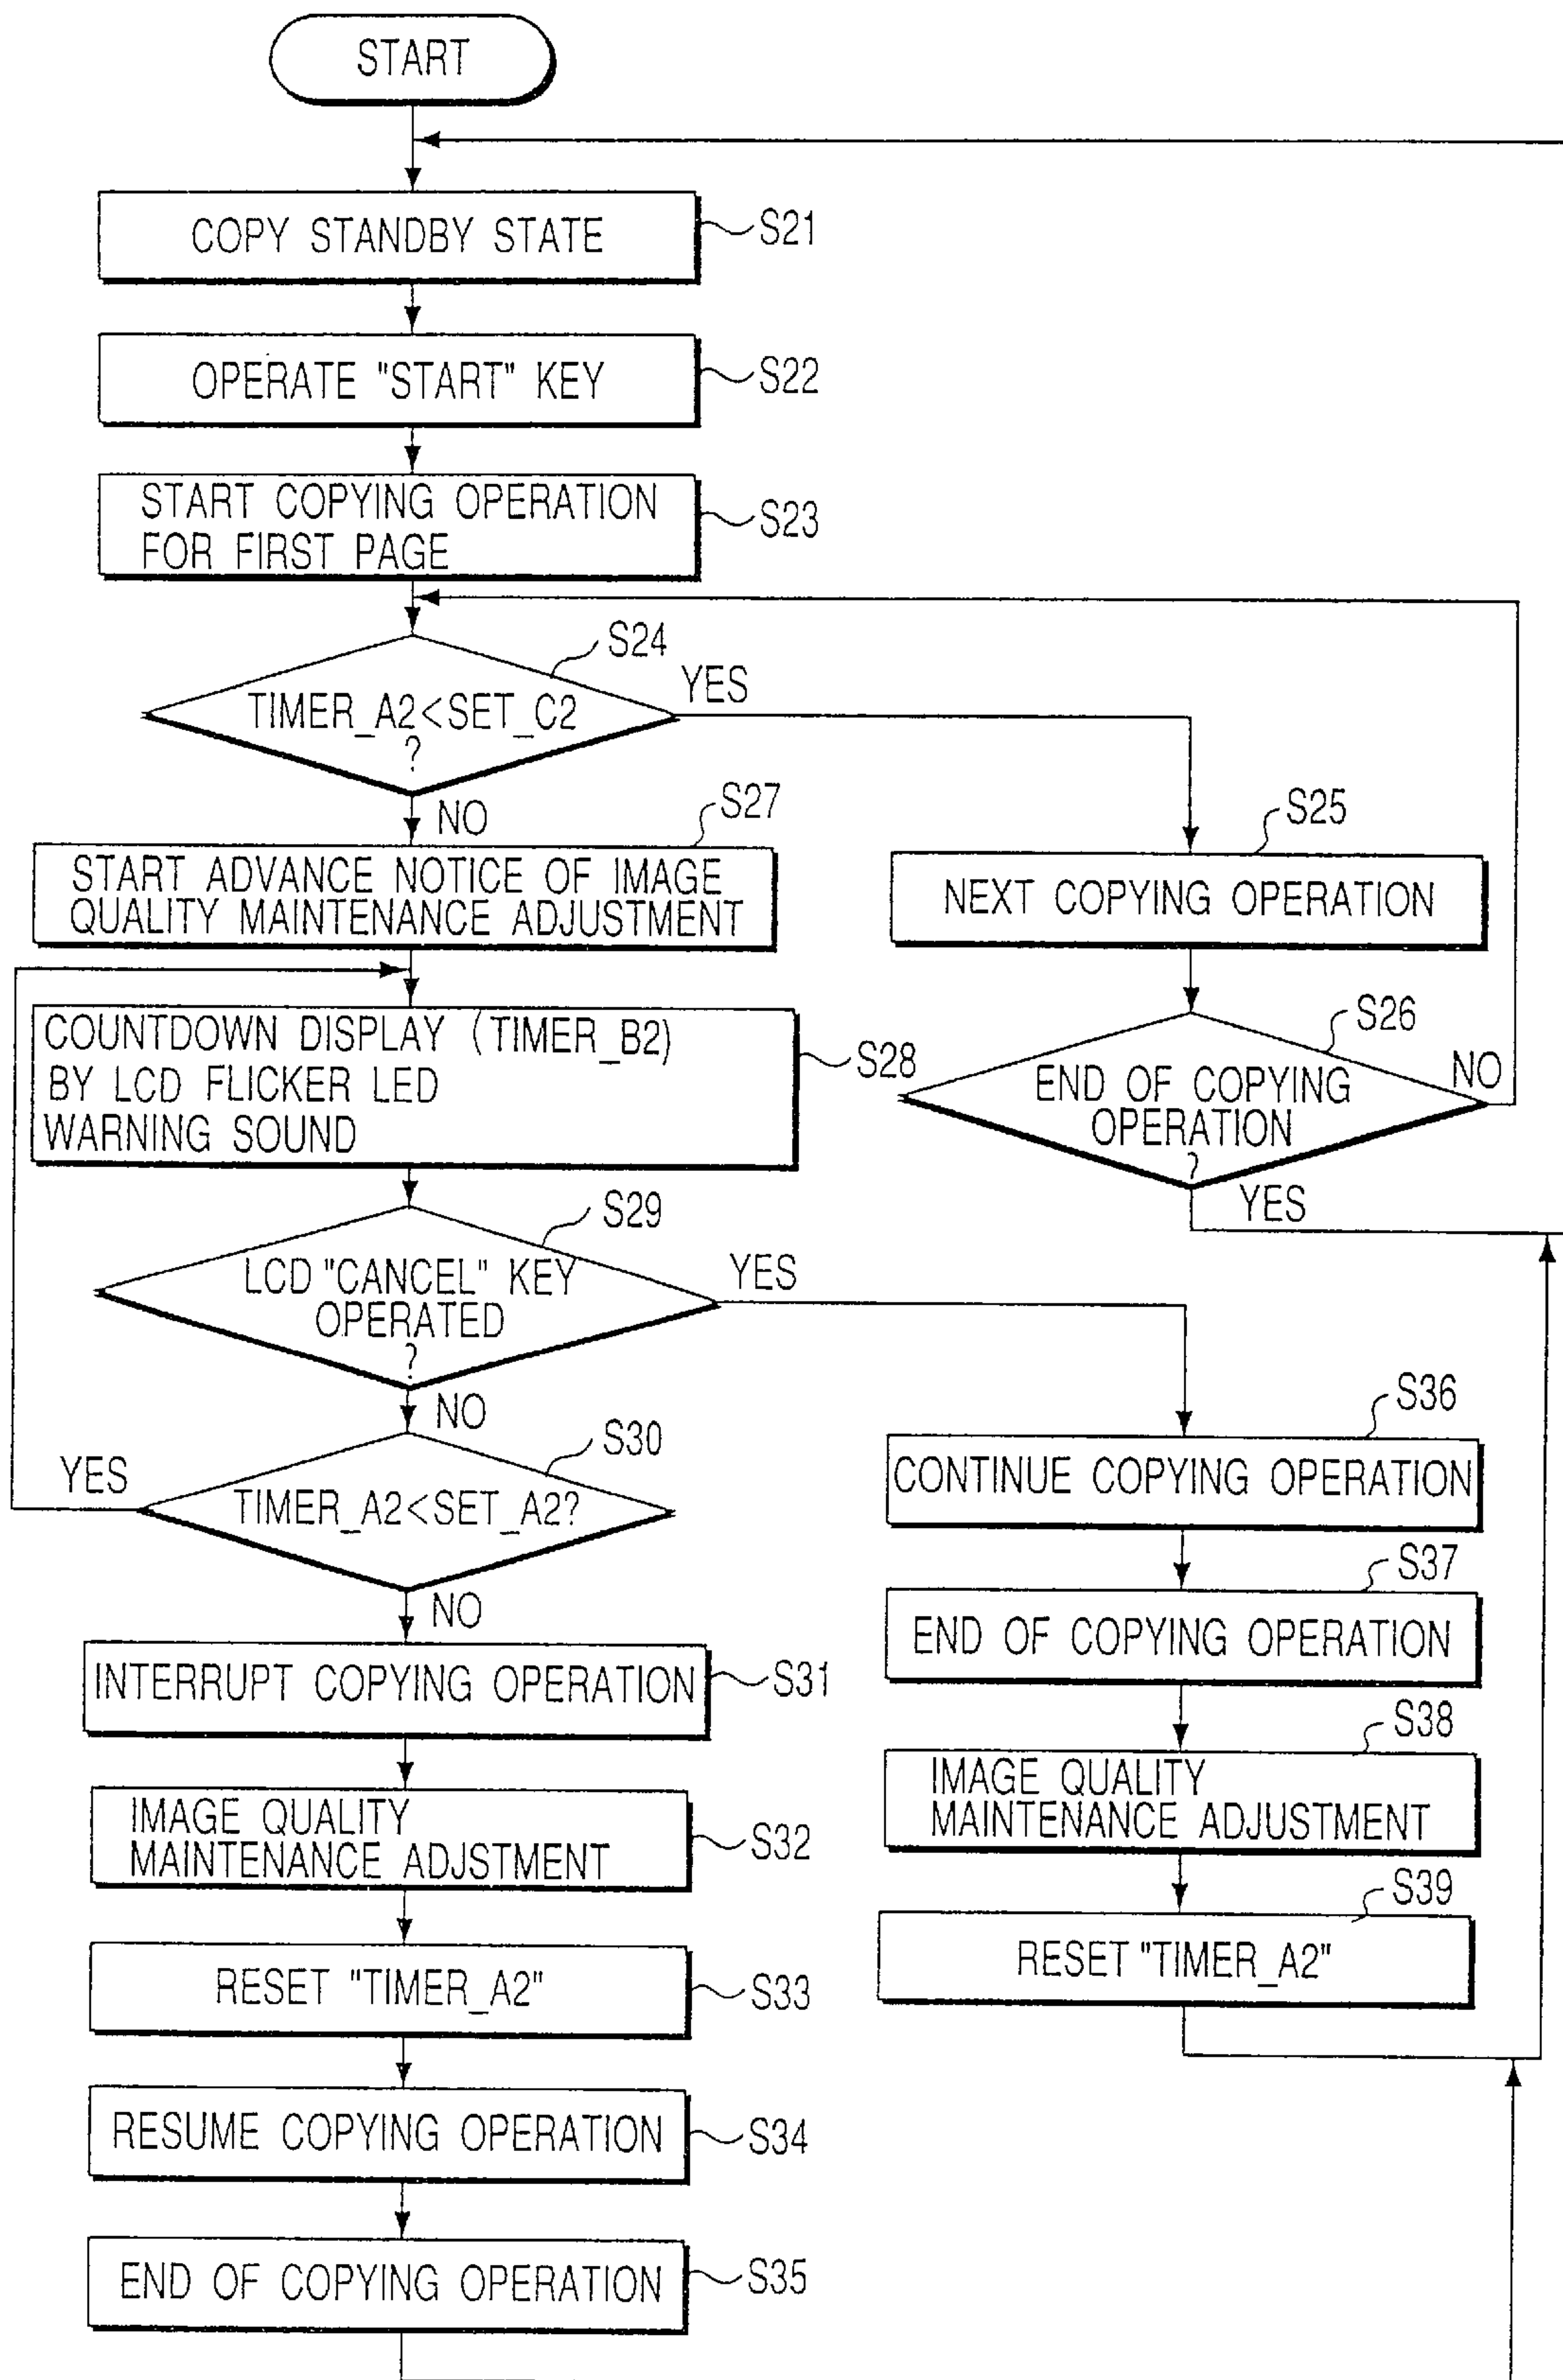 START
COPY STANDBY STATE
S21
OPERATE "START" KEY
S22
START COPYING OPERATION
FOR FIRST PAGE
S23
S24
TIMER_A2<SET_C2
?
YES
NO
S27
START ADVANCE NOTICE OF IMAGE
QUALITY MAINTENANCE ADJUSTMENT
S25
NEXT COPYING OPERATION
S26
END OF COPYING
OPERATION
?
NO
YES
COUNTDOWN DISPLAY (TIMER_B2)
BY LCD FLICKER LED
WARNING SOUND
S28
S29
LCD "CANCEL" KEY
OPERATED
?
YES
NO
S30
TIMER_A2<SET_A2?
YES
NO
INTERRUPT COPYING OPERATION
S31
IMAGE QUALITY
MAINTENANCE ADJSTMENT
S32
RESET "TIMER_A2"
S33
RESUME COPYING OPERATION
S34
END OF COPYING OPERATION
S35
S36
CONTINUE COPYING OPERATION
S37
END OF COPYING OPERATION
S38
IMAGE QUALITY
MAINTENANCE ADJUSTMENT
S39
RESET "TIMER_A2"